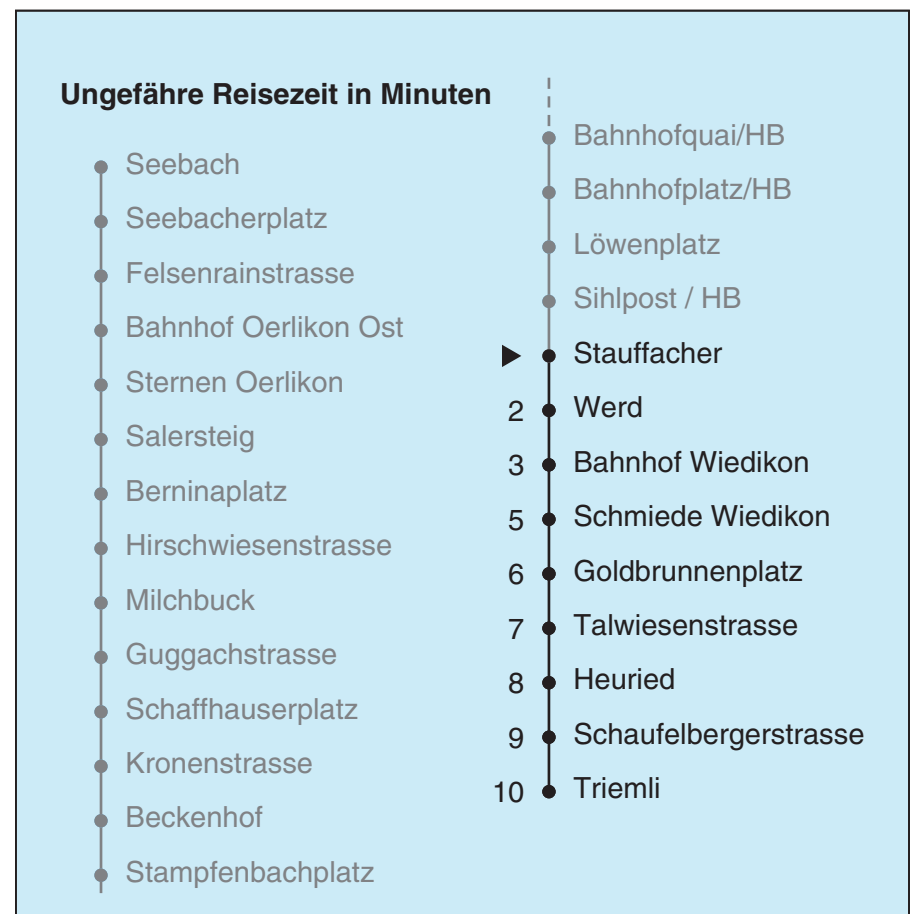 Ungefähre Reisezeit in Minuten
Seebach
Seebacherplatz
Felsenrainstrasse
Bahnhof Oerlikon Ost
Sternen Oerlikon
Salersteig
Berninaplatz
Hirschwiesenstrasse
Milchbuck
Guggachstrasse
Schaffhauserplatz
Kronenstrasse
Beckenhof
Stampfenbachplatz
Bahnhofquai/HB
Bahnhofplatz/HB
Löwenplatz
Sihlpost / HB
Stauffacher
2 Werd
3 Bahnhof Wiedikon
5 Schmiede Wiedikon
6 Goldbrunnenplatz
7 Talwiesenstrasse
8 Heuried
9 Schaufelbergerstrasse
10 Triemli